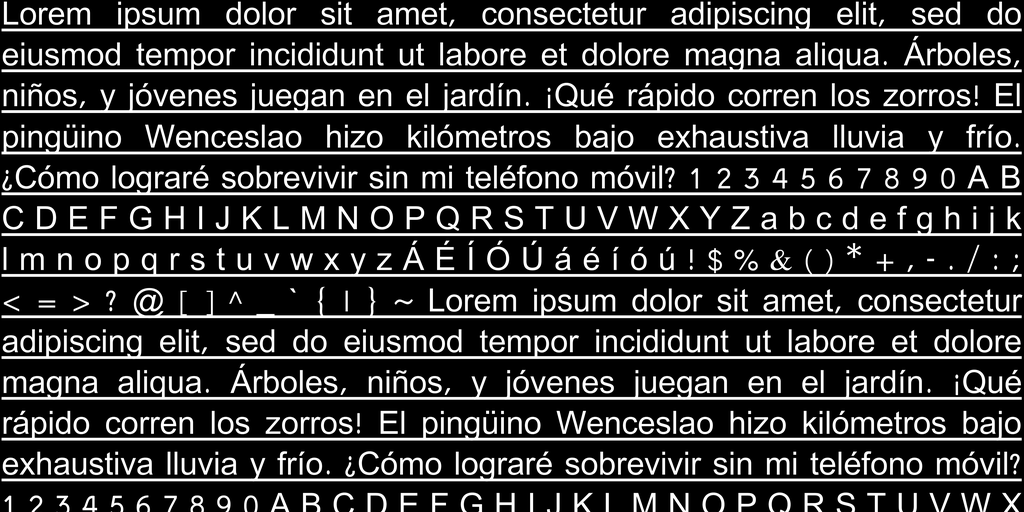 Lorem ipsum dolor sit amet, consectetur adipiscing elit, sed do
eiusmod tempor incididunt ut labore et dolore magna aliqua. Árboles,
niños, y jóvenes juegan en el jardín. ¡Qué rápido corren los zorros! El
pingüino Wenceslao hizo kilómetros bajo exhaustiva lluvia y frío.
¿Cómo lograré sobrevivir sin mi teléfono móvil? 1 2 3 4 5 6 7 8 9 0 A B
C D E F G H I J K L M N O P Q R S T U V W X Y Z a b c d e f g h i j k
l m n o p q r s t u v w x y z Á É Í Ó Ú á é í ó ú ! $ % & ( ) * + , - . / : ;
< = > ? @ [ ] ^ _ ` { | } ~ Lorem ipsum dolor sit amet, consectetur
adipiscing elit, sed do eiusmod tempor incididunt ut labore et dolore
magna aliqua. Árboles, niños, y jóvenes juegan en el jardín. ¡Qué
rápido corren los zorros! El pingüino Wenceslao hizo kilómetros bajo
exhaustiva lluvia y frío. ¿Cómo lograré sobrevivir sin mi teléfono móvil?
1 2 3 4 5 6 7 8 9 0 A B C D E F G H I J K L M N O P Q R S T U V W X